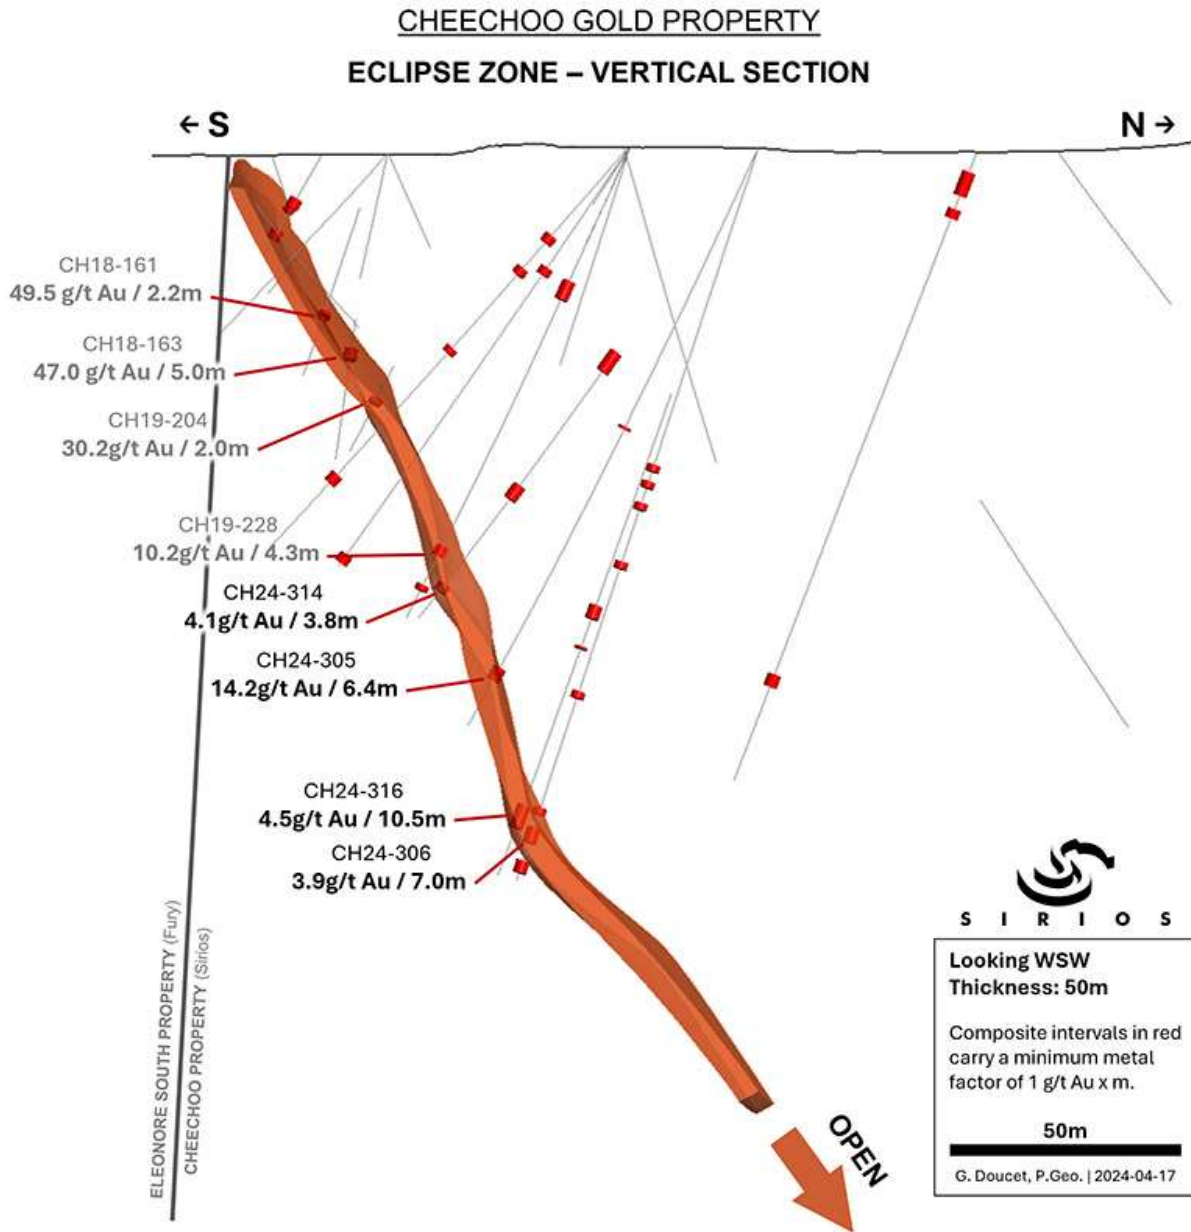 CHEECHOO GOLD PROPERTY
ECLIPSE ZONE – VERTICAL SECTION
← S
N →
CH18-161
49.5 g/t Au / 2.2m
CH18-163
47.0 g/t Au / 5.0m
CH19-204
30.2g/t Au / 2.0m
CH19-228
10.2g/t Au / 4.3m
CH24-314
4.1g/t Au / 3.8m
CH24-305
14.2g/t Au / 6.4m
CH24-316
4.5g/t Au / 10.5m
CH24-306
3.9g/t Au / 7.0m
ELEONORE SOUTH PROPERTY (Fury)
CHEECHOO PROPERTY (Sirios)
OPEN
SIRIOS
Looking WSW
Thickness: 50m
Composite intervals in red
carry a minimum metal
factor of 1 g/t Au x m.
50m
G. Doucet, P.Geo. | 2024-04-17